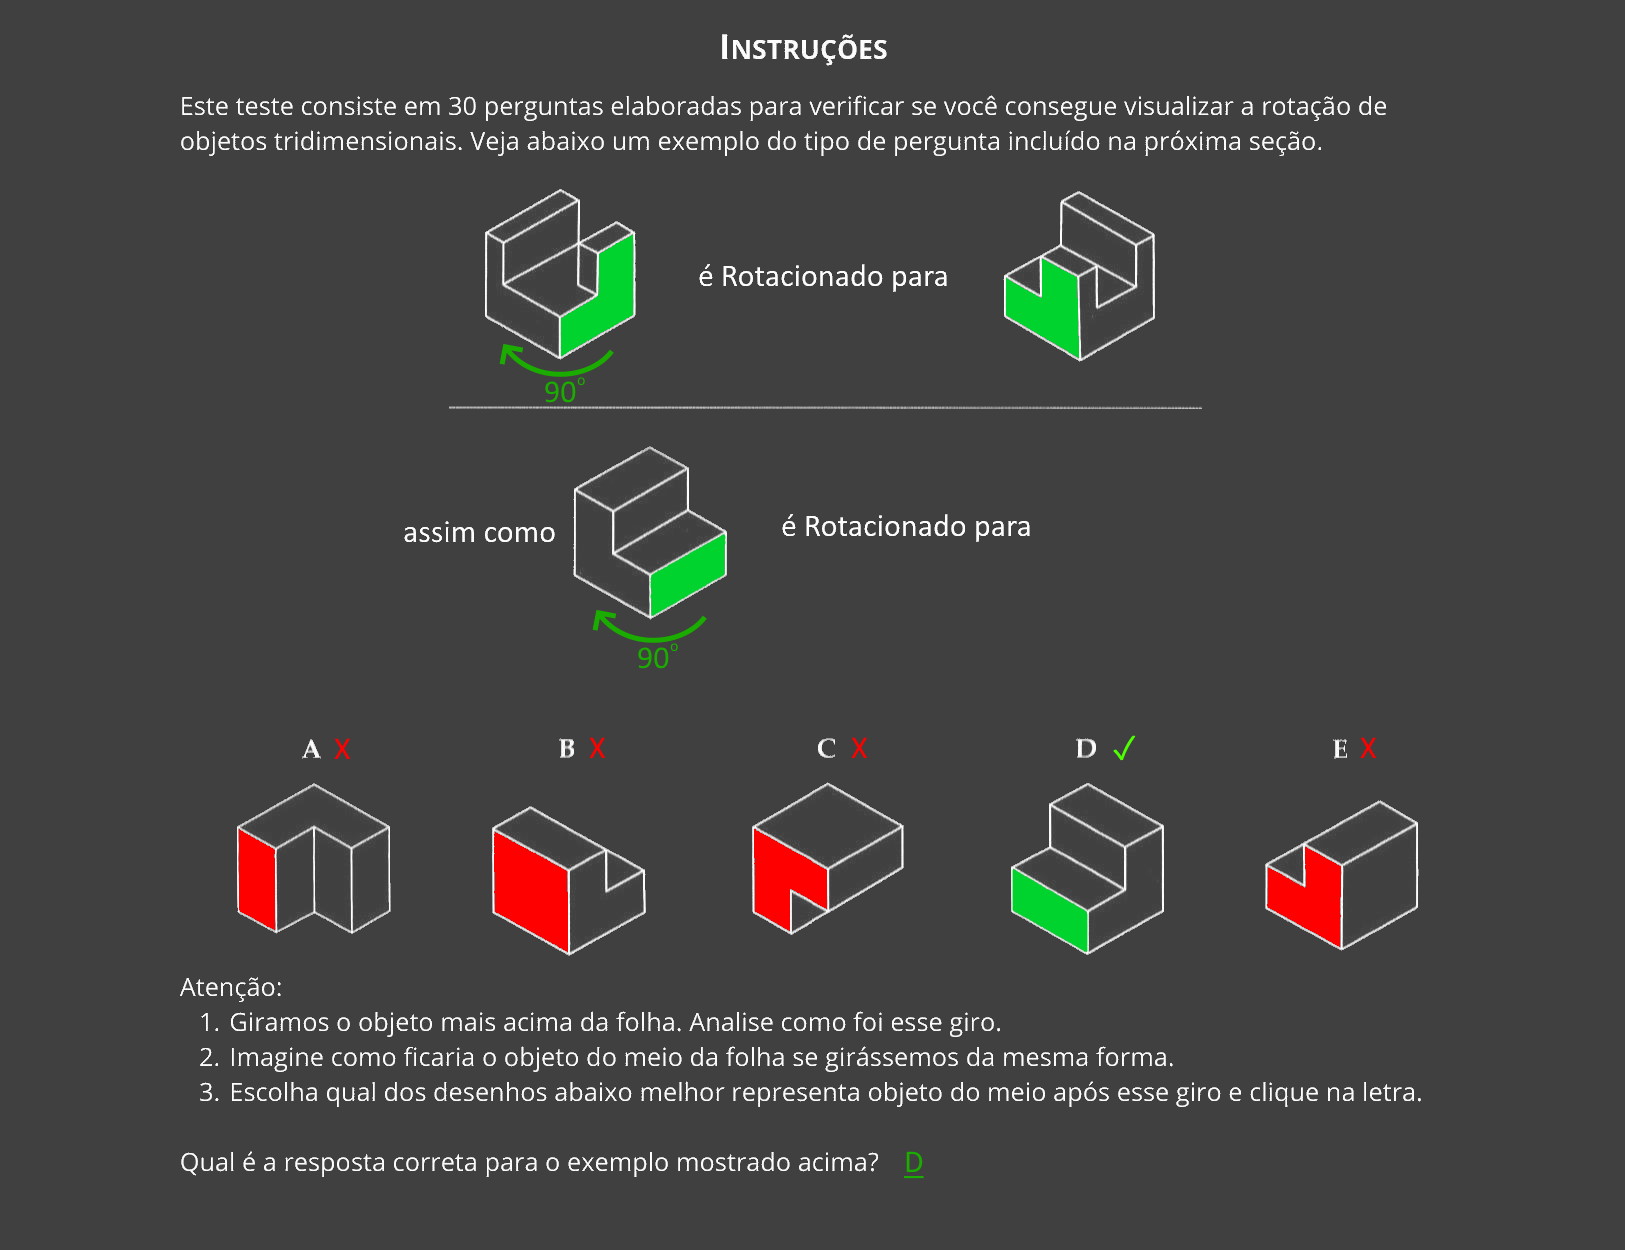 INSTRUÇÕES
Este teste consiste em 30 perguntas elaboradas para verificar se você consegue visualizar a rotação de
objetos tridimensionais. Veja abaixo um exemplo do tipo de pergunta incluído na próxima seção.
é Rotacionado para
90°
assim como
é Rotacionado para
90°
A X B X C X D ✓ E X
Atenção:
1. Giramos o objeto mais acima da folha. Analise como foi esse giro.
2. Imagine como ficaria o objeto do meio da folha se girássemos da mesma forma.
3. Escolha qual dos desenhos abaixo melhor representa objeto do meio após esse giro e clique na letra.
Qual é a resposta correta para o exemplo mostrado acima? D